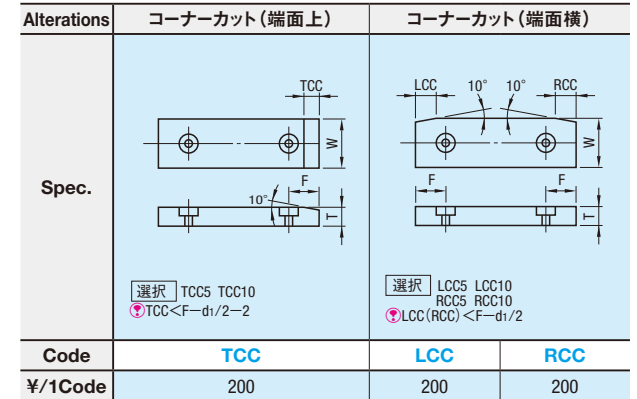 Alterations コーナーカット(端面上) コーナーカット(端面横)
Spec.
TCC
W
F
10°
T
選択 TCC5 TCC10
TCC<F−d1/2−2
LCC 10° 10° RCC
W
F F
T
選択 LCC5 LCC10
RCC5 RCC10
LCC(RCC)<F−d1/2
Code TCC LCC RCC
¥/1Code 200 200 200